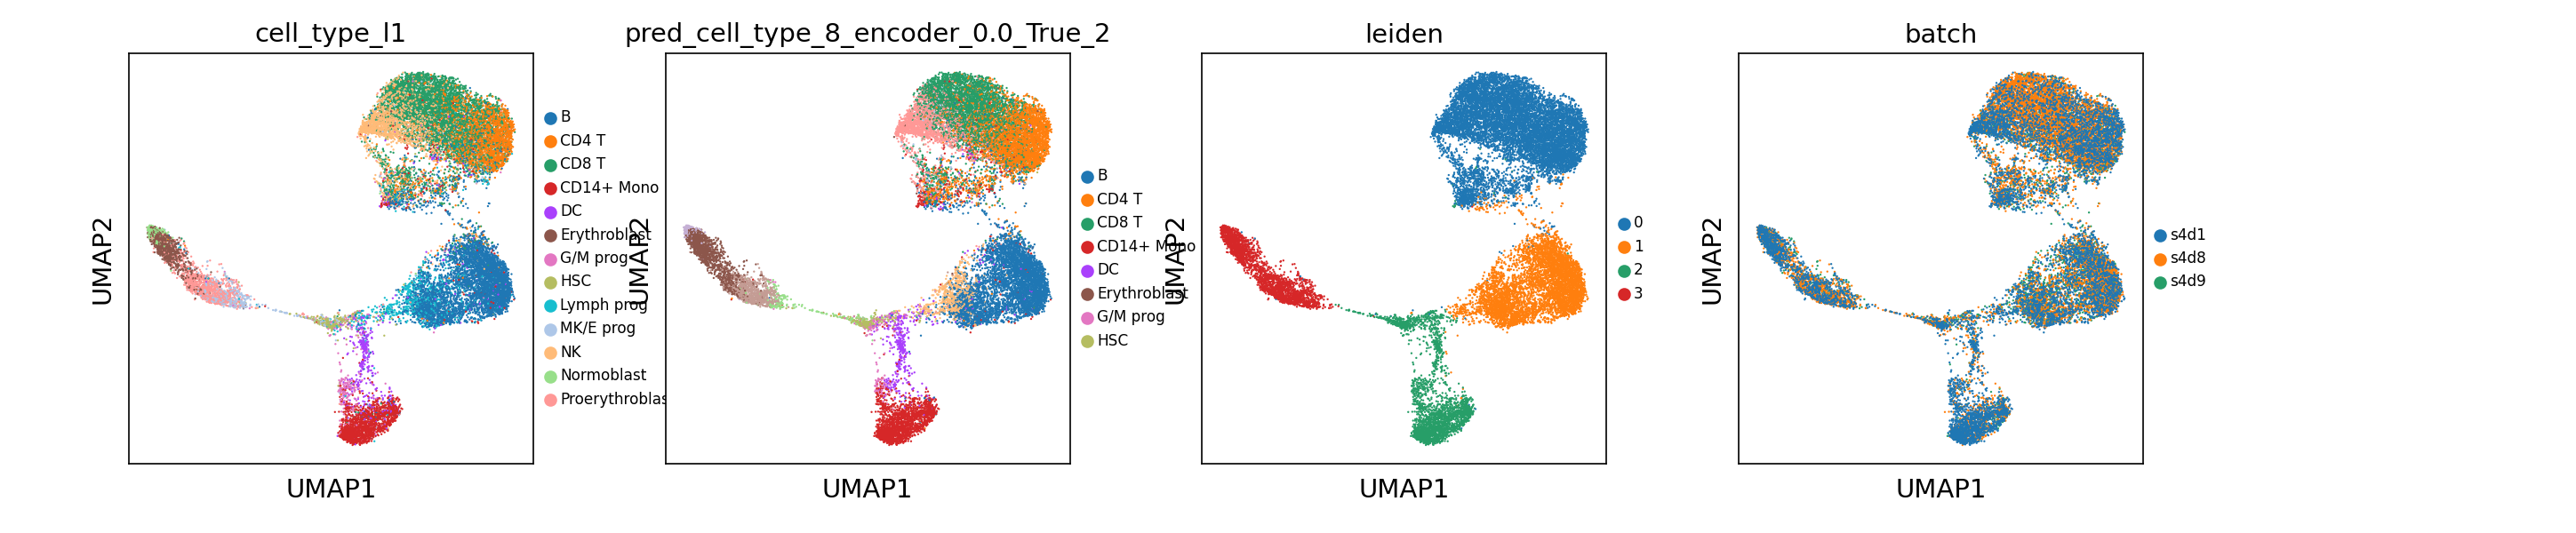 cell_type_l1
UMAP2
UMAP1
B
CD4 T
CD8 T
CD14+ Mono
DC
Erythroblast
G/M prog
HSC
Lymph prog
MK/E prog
NK
Normoblast
Proerythroblas
pred_cell_type_8_encoder_0.0_True_2
UMAP2
UMAP1
B
CD4 T
CD8 T
CD14+ Mono
DC
Erythroblast
G/M prog
HSC
leiden
UMAP2
UMAP1
0
1
2
3
batch
UMAP2
UMAP1
s4d1
s4d8
s4d9